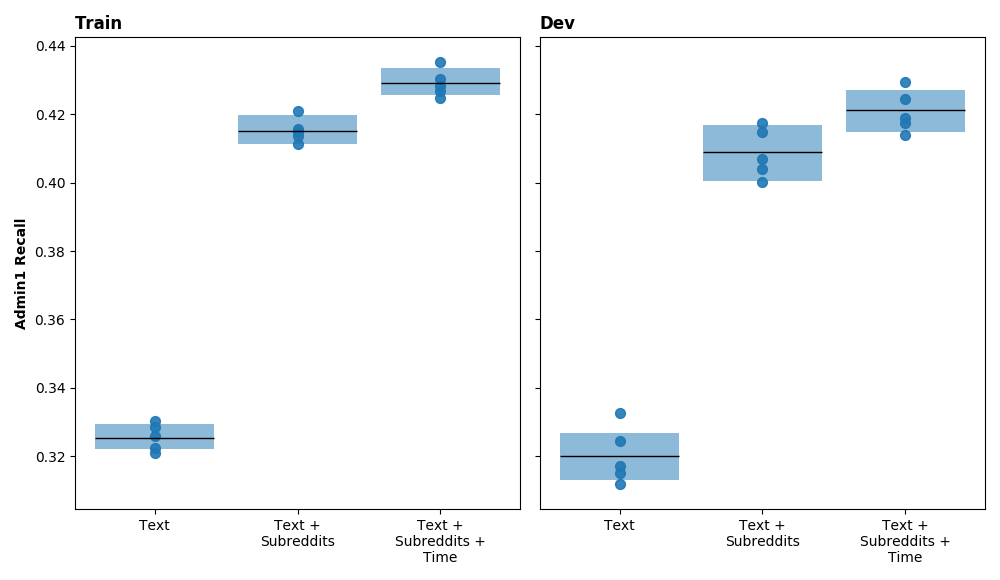 Train
Dev
Admin1 Recall
0.44
0.42
0.40
0.38
0.36
0.34
0.32
Text
Text +
Subreddits
Text +
Subreddits +
Time
Text
Text +
Subreddits
Text +
Subreddits +
Time